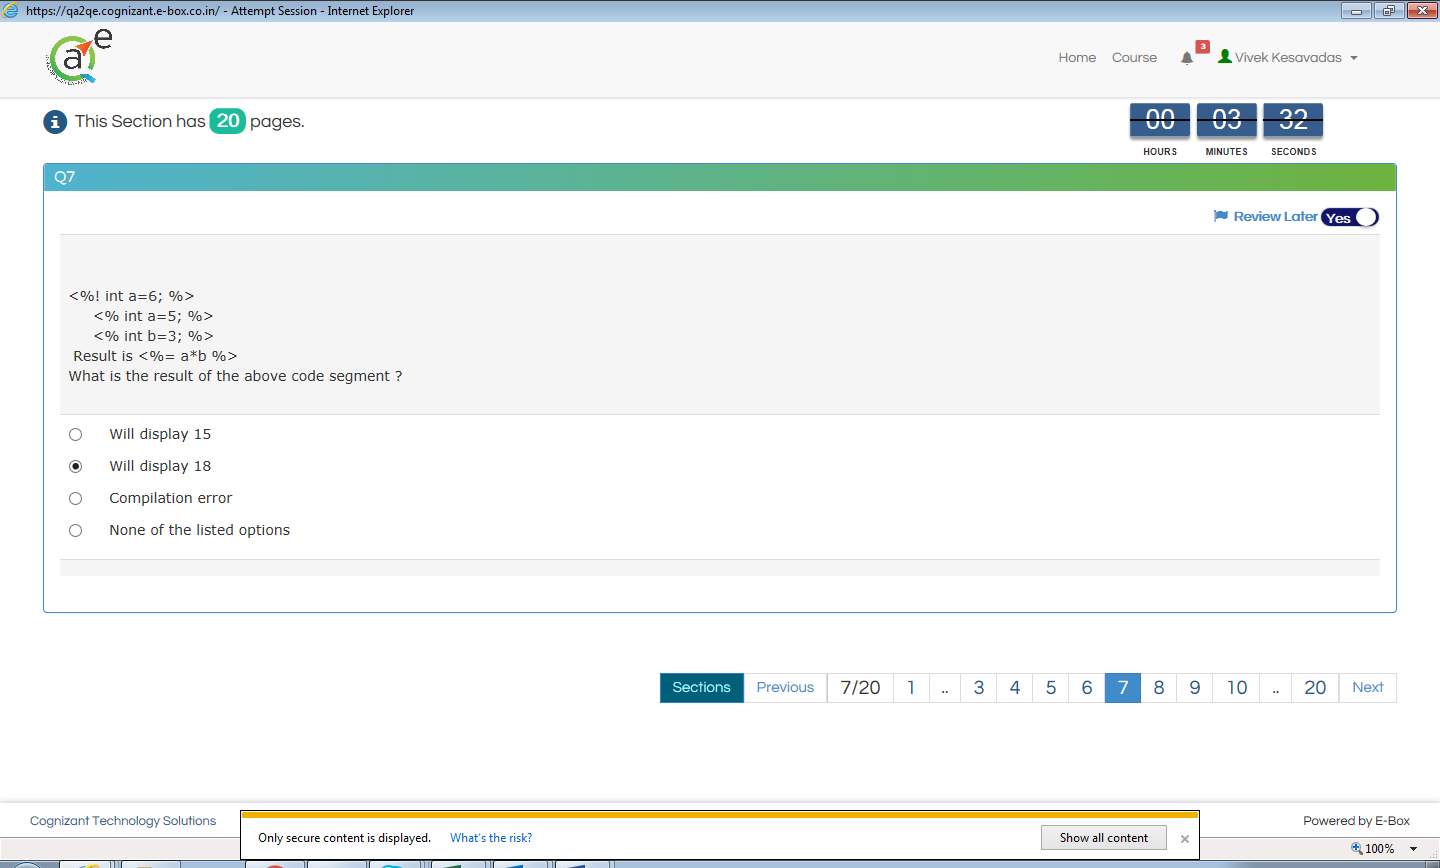 https://qa2qe.cognizant.e-box.co.in/ - Attempt Session - Internet Explorer
a e
Home Course 3 Vivek Kesavadas
This Section has 20 pages.
00 03 32
HOURS MINUTES SECONDS
Q7
Review Later Yes
<%! int a=6; %>
<% int a=5; %>
<% int b=3; %>
Result is <%= a*b %>
What is the result of the above code segment ?
Will display 15
Will display 18
Compilation error
None of the listed options
Sections Previous 7/20 1 .. 3 4 5 6 7 8 9 10 .. 20 Next
Cognizant Technology Solutions
Powered by E-Box
Only secure content is displayed. What's the risk? Show all content
100%